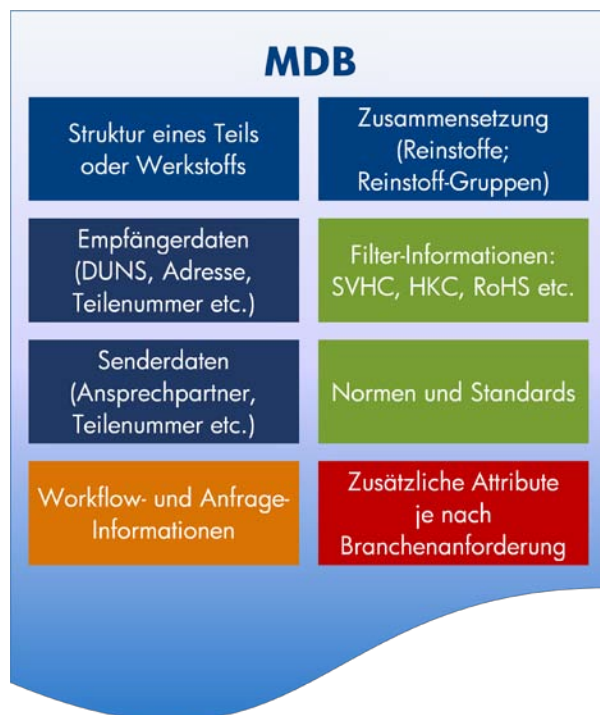 MDB
Struktur eines Teils
oder Werkstoffs
Zusammensetzung
(Reinstoffe;
Reinstoff-Gruppen)
Empfängerdaten
(DUNS, Adresse,
Teilenummer etc.)
Filter-Informationen:
SVHC, HKC, RoHS etc.
Senderdaten
(Ansprechpartner,
Teilenummer etc.)
Normen und Standards
Workflow- und Anfrage-
Informationen
Zusätzliche Attribute
je nach
Branchenanforderung